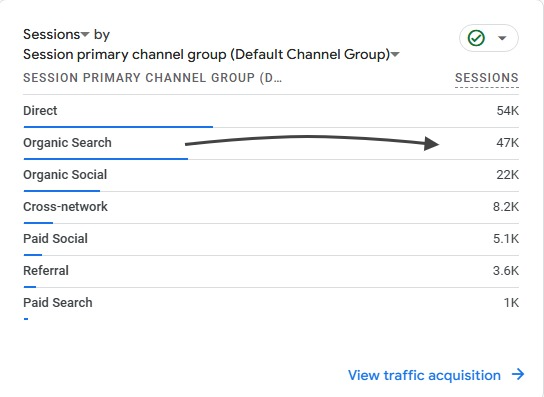 Sessions by
Session primary channel group (Default Channel Group)
SESSION PRIMARY CHANNEL GROUP (D… SESSIONS
Direct 54K
Organic Search 47K
Organic Social 22K
Cross-network 8.2K
Paid Social 5.1K
Referral 3.6K
Paid Search 1K
View traffic acquisition